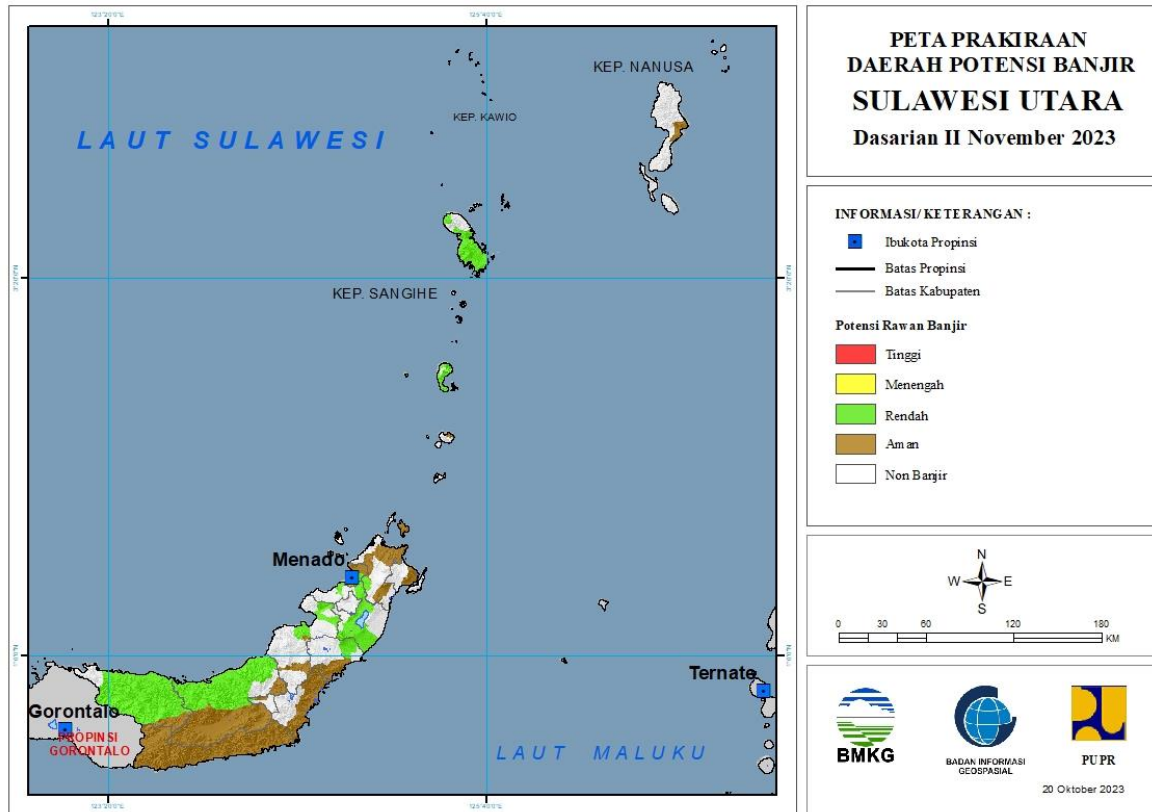 PETA PRAKIRAAN
DAERAH POTENSI BANJIR
SULAWESI UTARA
Dasarian II November 2023
INFORMASI/ KETERANGAN :
Ibukota Propinsi
Batas Propinsi
Batas Kabupaten
Potensi Rawan Banjir
Tinggi
Menengah
Rendah
Aman
Non Banjir
N
W E
S
0 30 60 120 180
KM
BMKG
BADAN INFORMASI
GEOSPASIAL
PUPR
20 Oktober 2023
KEP. NANUSA
KEP. KAWIO
LAUT SULAWESI
KEP. SANGIHE
Menado
Ternate
Gorontalo
PROPINSI
GORONTALO
LAUT MALUKU